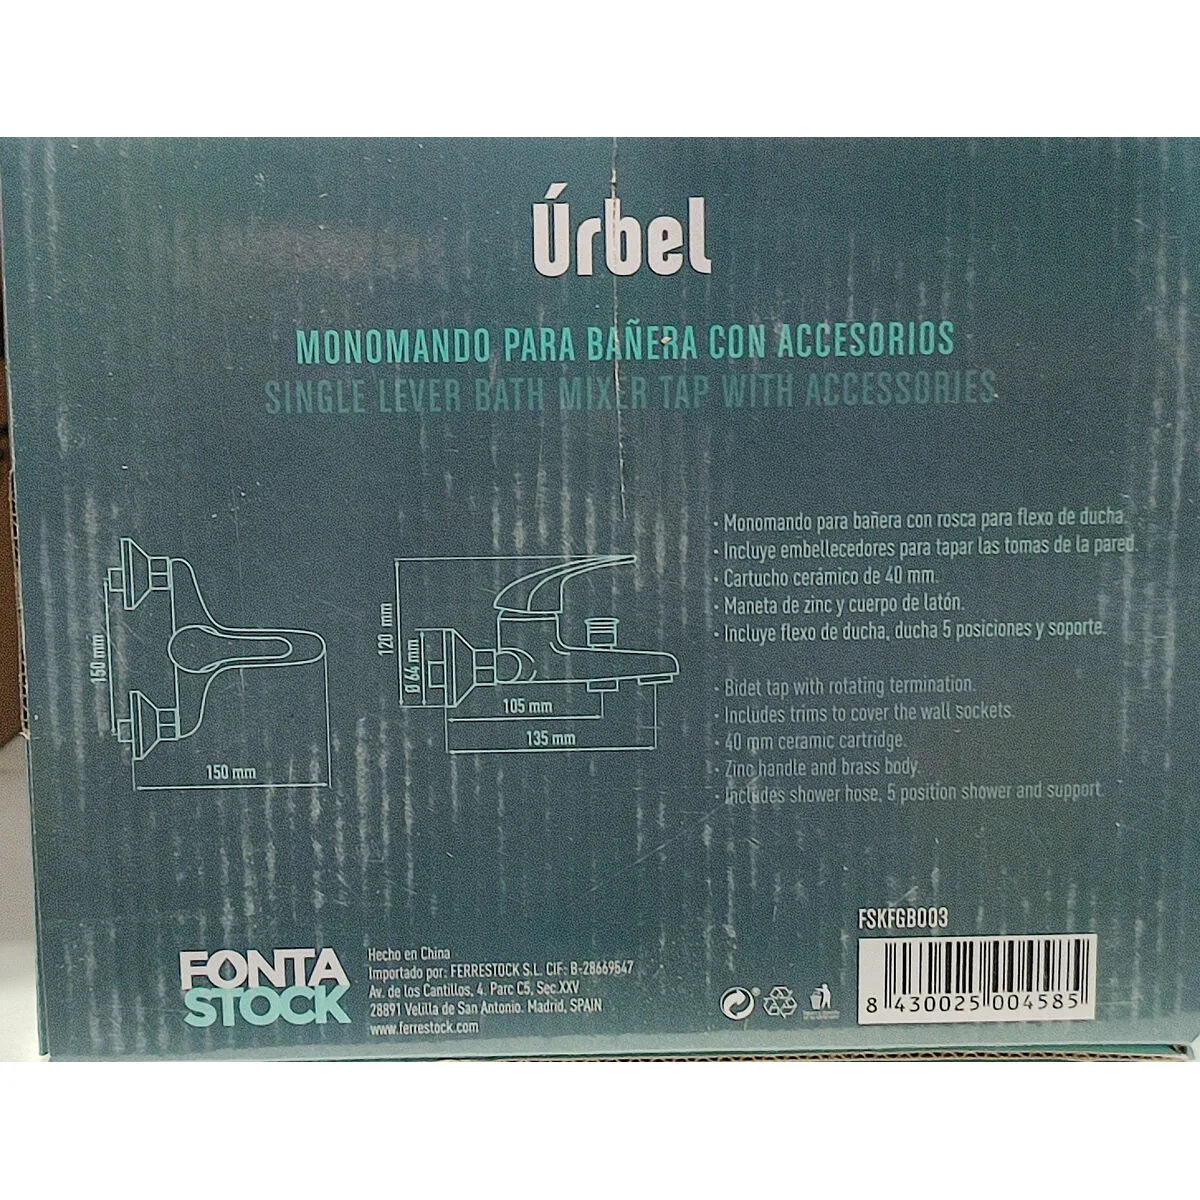 Úrbel
MONOMANDO PARA BAÑERA CON ACCESORIOS
SINGLE LEVER BATH MIXER TAP WITH ACCESSORIES
150 mm
150 mm
120 mm
Ø 64 mm
105 mm
135 mm
· Monomando para bañera con rosca para flexo de ducha.
· Incluye embellecedores para tapar las tomas de la pared.
· Cartucho cerámico de 40 mm.
· Maneta de zinc y cuerpo de latón.
· Incluye flexo de ducha, ducha 5 posiciones y soporte.
· Bidet tap with rotating termination.
· Includes trims to cover the wall sockets.
· 40 mm ceramic cartridge.
· Zinc handle and brass body.
· Includes shower hose, 5 position shower and support.
FONTA
STOCK
Hecho en China
Importado por: FERRESTOCK S.L. CIF: B-28669547
Av. de los Cantillos, 4. Parc C5, Sec.XXV
28891 Velilla de San Antonio. Madrid, SPAIN
www.ferrestock.com
FSKFGB003
8 430025 004585